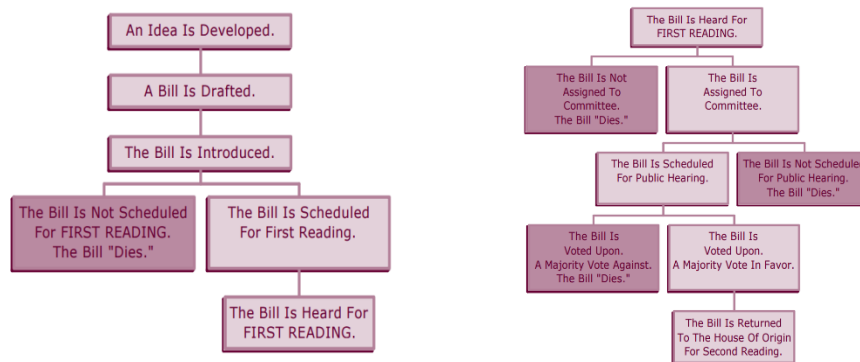 An Idea Is Developed.
A Bill Is Drafted.
The Bill Is Introduced.
The Bill Is Not Scheduled
For FIRST READING.
The Bill "Dies."
The Bill Is Scheduled
For First Reading.
The Bill Is Heard For
FIRST READING.
The Bill Is Heard For
FIRST READING.
The Bill Is Not
Assigned To
Committee.
The Bill "Dies."
The Bill Is
Assigned To
Committee.
The Bill Is Scheduled
For Public Hearing.
The Bill Is Not Scheduled
For Public Hearing.
The Bill "Dies."
The Bill Is
Voted Upon.
A Majority Vote Against.
The Bill "Dies."
The Bill Is
Voted Upon.
A Majority Vote In Favor.
The Bill Is Returned
To The House Of Origin
For Second Reading.